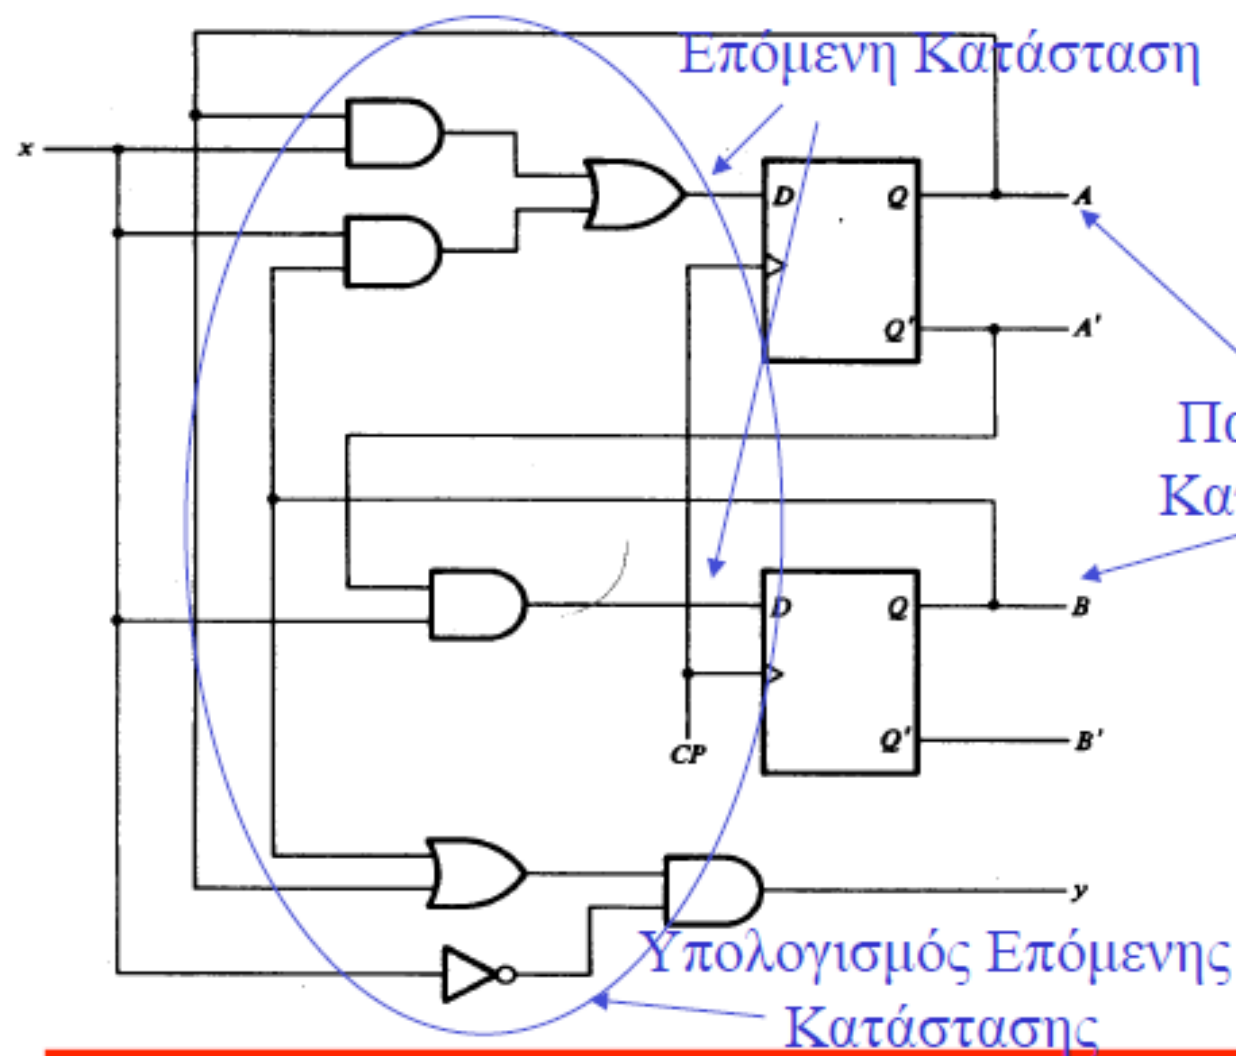 Επόμενη Κατάσταση
x
D Q A
Q' A'
D Q B
CP
Q' B'
y
Υπολογισμός Επόμενης
Κατάστασης